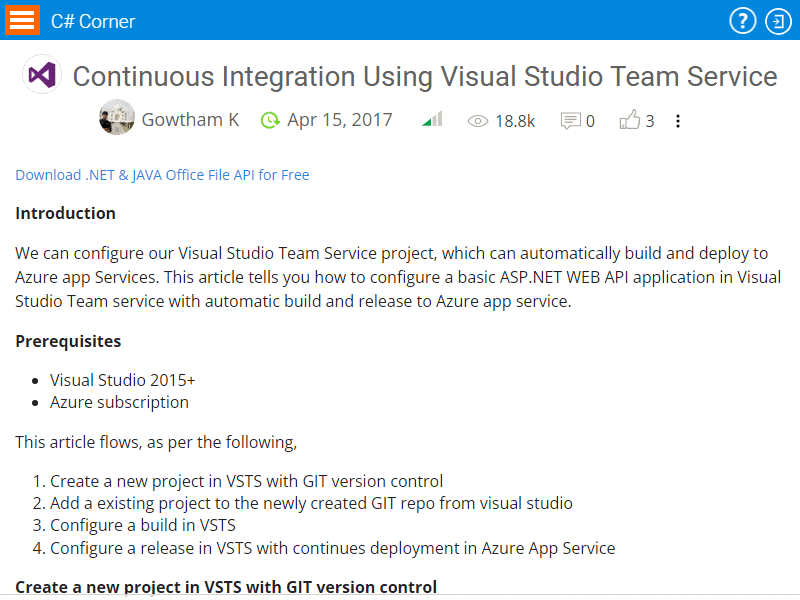 C# Corner
Continuous Integration Using Visual Studio Team Service
Gowtham K Apr 15, 2017 18.8k 0 3
Download .NET & JAVA Office File API for Free
Introduction
We can configure our Visual Studio Team Service project, which can automatically build and deploy to
Azure app Services. This article tells you how to configure a basic ASP.NET WEB API application in Visual
Studio Team service with automatic build and release to Azure app service.
Prerequisites
• Visual Studio 2015+
• Azure subscription
This article flows, as per the following,
1. Create a new project in VSTS with GIT version control
2. Add a existing project to the newly created GIT repo from visual studio
3. Configure a build in VSTS
4. Configure a release in VSTS with continues deployment in Azure App Service
Create a new project in VSTS with GIT version control